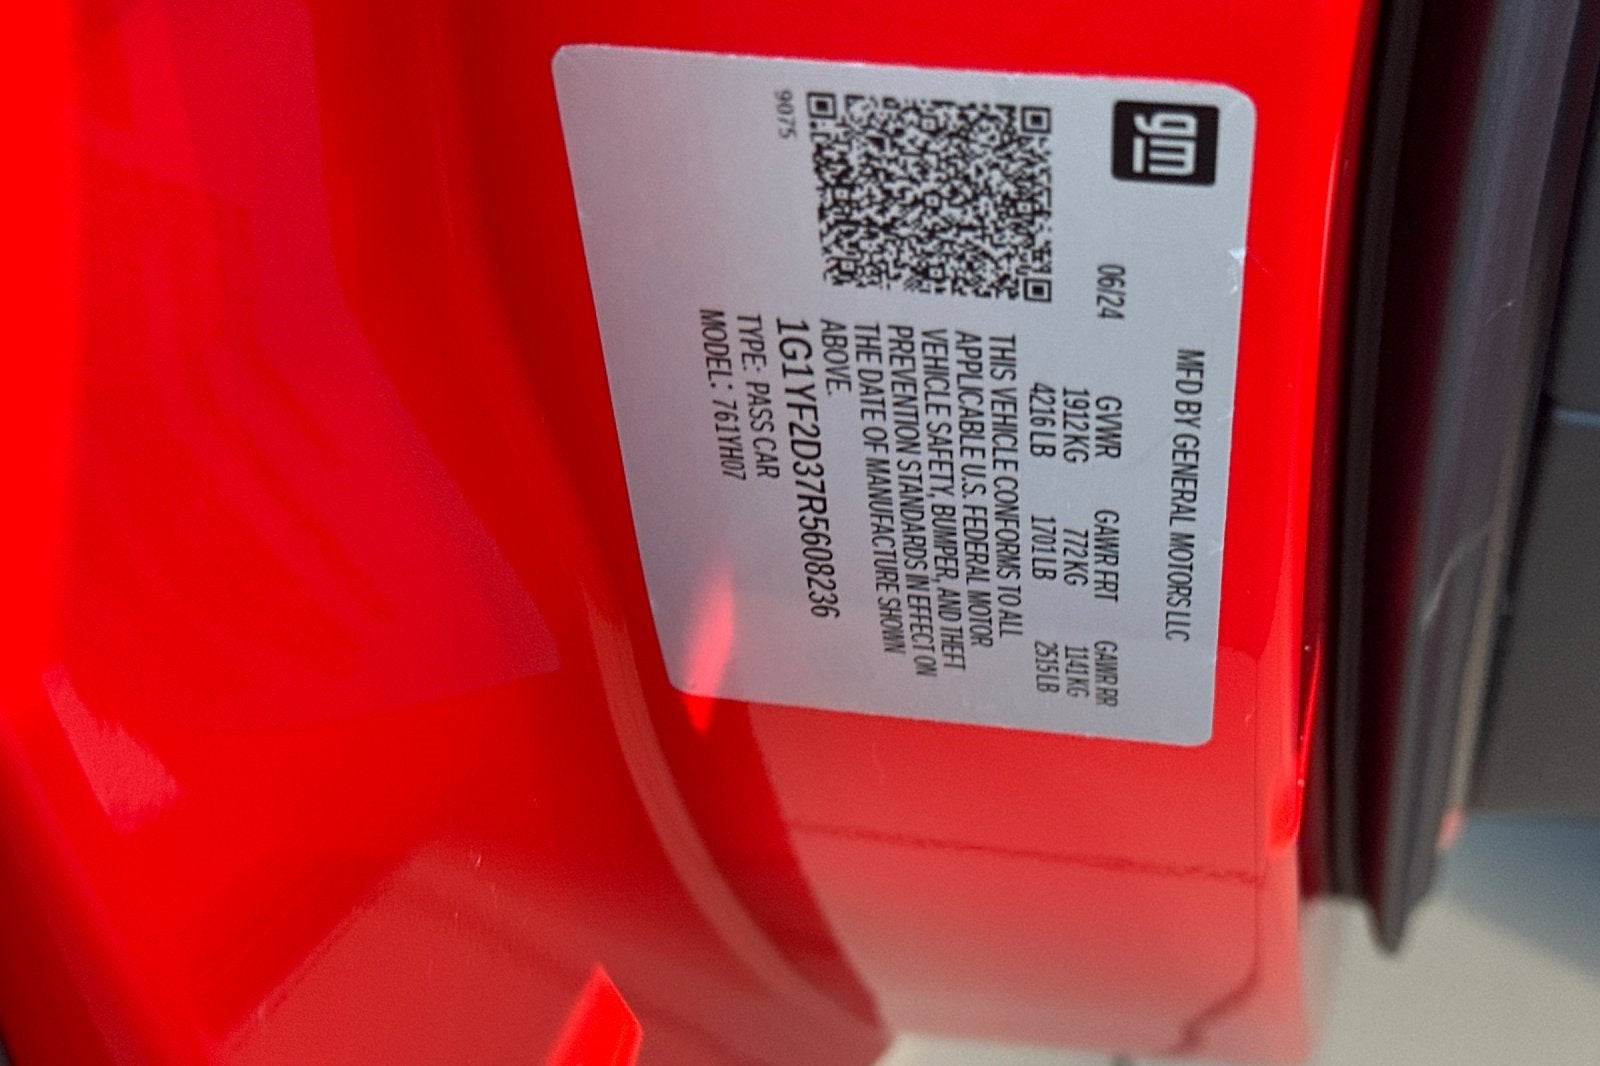 gm
MFD BY GENERAL MOTORS LLC
06/24 GVWR GAWR FRT GAWR RR
1912KG 772KG 1141KG
4216LB 1701LB 2515LB
THIS VEHICLE CONFORMS TO ALL
APPLICABLE U.S. FEDERAL MOTOR
VEHICLE SAFETY, BUMPER, AND THEFT
PREVENTION STANDARDS IN EFFECT ON
THE DATE OF MANUFACTURE SHOWN
ABOVE.
9075
1G1YF2D37R5608236
TYPE: PASS CAR
MODEL: 761YH07